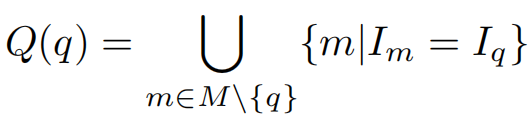 Q(q) = ⋃_{m∈M\{q}} {m|I_m = I_q}